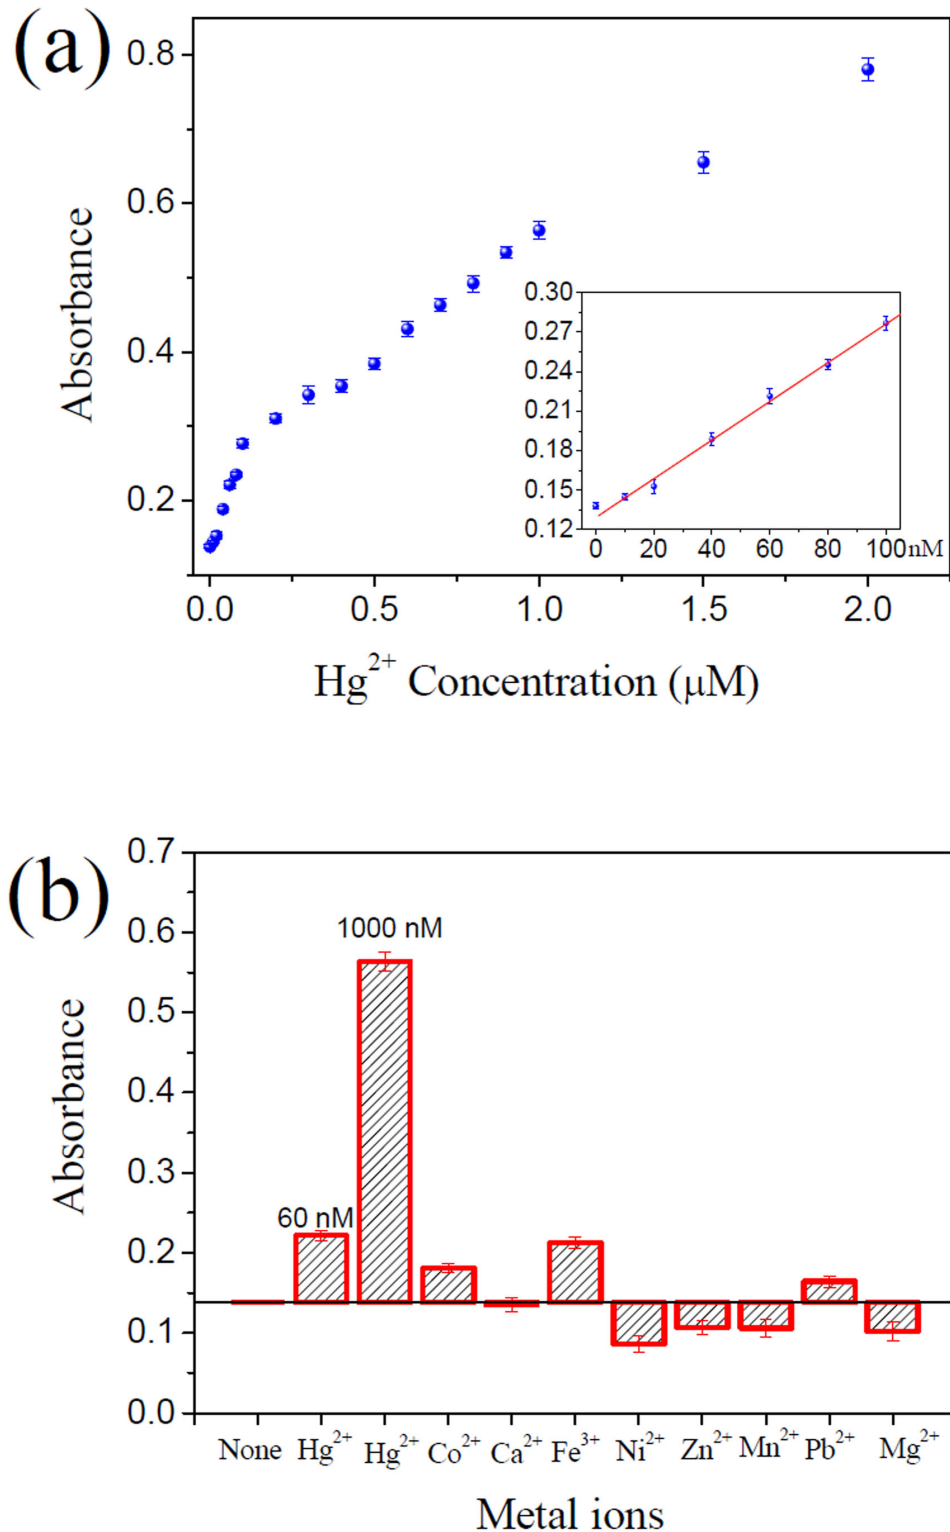 (a)
Absorbance
0.8
0.6
0.4
0.2
0.0 0.5 1.0 1.5 2.0
Hg²⁺ Concentration (μM)
0.30
0.27
0.24
0.21
0.18
0.15
0.12
0 20 40 60 80 100 nM
(b)
Absorbance
0.7
0.6
0.5
0.4
0.3
0.2
0.1
0.0
1000 nM
60 nM
None Hg²⁺ Hg²⁺ Co²⁺ Ca²⁺ Fe³⁺ Ni²⁺ Zn²⁺ Mn²⁺ Pb²⁺ Mg²⁺
Metal ions